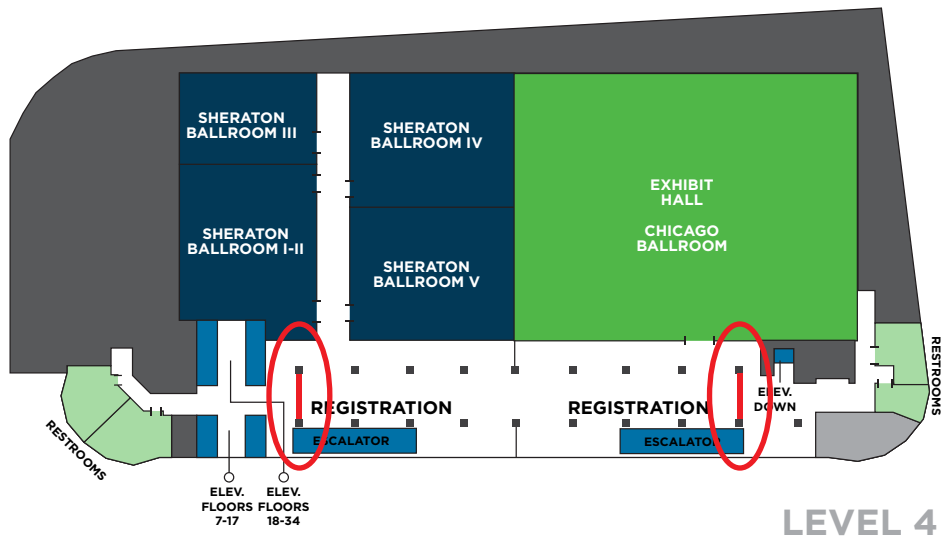 SHERATON
BALLROOM III
SHERATON
BALLROOM IV
EXHIBIT
HALL
CHICAGO
BALLROOM
SHERATON
BALLROOM I-II
SHERATON
BALLROOM V
RESTROOMS
REGISTRATION
REGISTRATION
ELEV.
DOWN
ESCALATOR
ESCALATOR
RESTROOMS
ELEV.
FLOORS
7-17
ELEV.
FLOORS
18-34
LEVEL 4